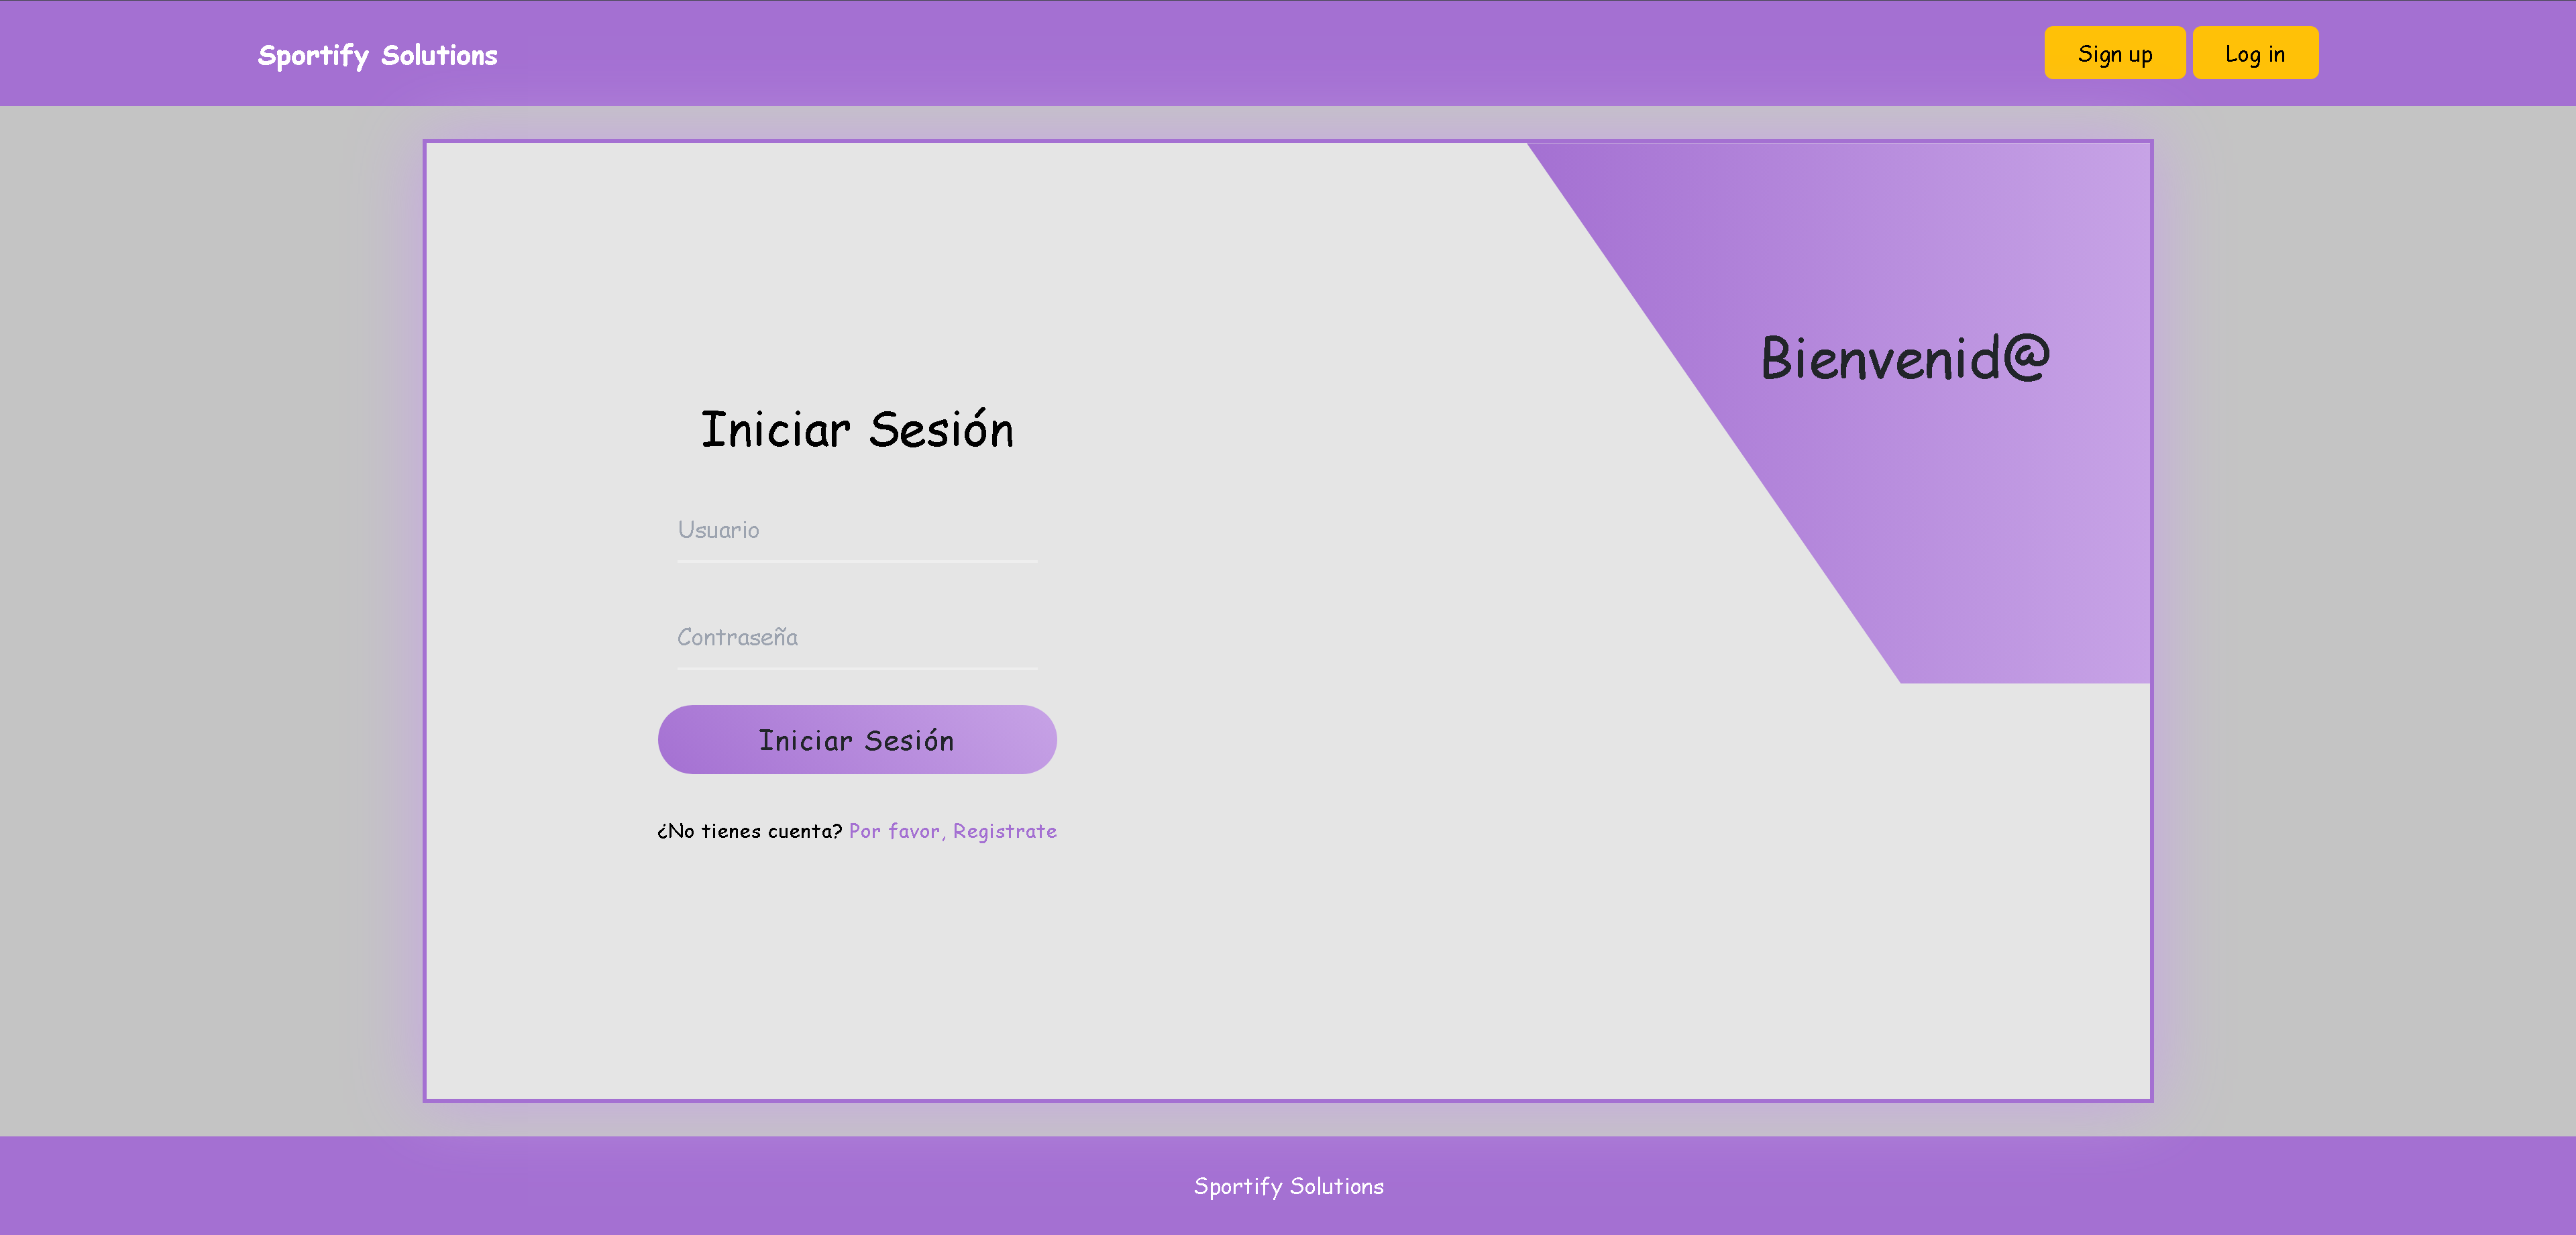 Sportify Solutions
Sign up
Log in
Bienvenid@
Iniciar Sesión
Usuario
Contraseña
Iniciar Sesión
¿No tienes cuenta? Por favor, Registrate
Sportify Solutions